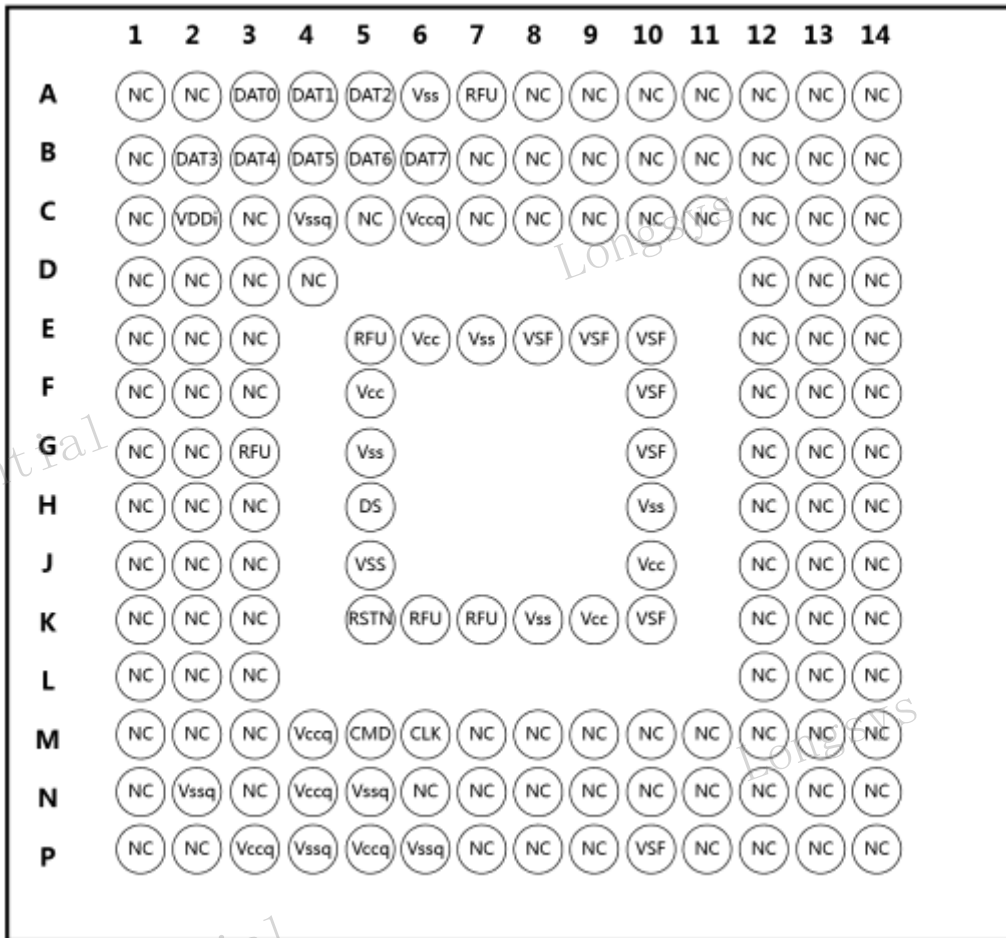 1 2 3 4 5 6 7 8 9 10 11 12 13 14
A NC NC DAT0 DAT1 DAT2 Vss RFU NC NC NC NC NC NC NC
B NC DAT3 DAT4 DAT5 DAT6 DAT7 NC NC NC NC NC NC NC NC
C NC VDDi NC Vssq NC Vccq NC NC NC NC NC NC NC NC
Longsys
D NC NC NC NC NC NC NC
E NC NC NC RFU Vcc Vss VSF VSF VSF NC NC NC
F NC NC NC Vcc VSF NC NC NC
G NC NC RFU Vss VSF NC NC NC
ntial
H NC NC NC DS Vss NC NC NC
J NC NC NC VSS Vcc NC NC NC
K NC NC NC RSTN RFU RFU Vss Vcc VSF NC NC NC
L NC NC NC NC NC NC
M NC NC NC Vccq CMD CLK NC NC NC NC NC NC NC NC
Longsys
N NC Vssq NC Vccq Vssq NC NC NC NC NC NC NC NC NC
P NC NC Vccq Vssq Vccq Vssq NC NC NC VSF NC NC NC NC